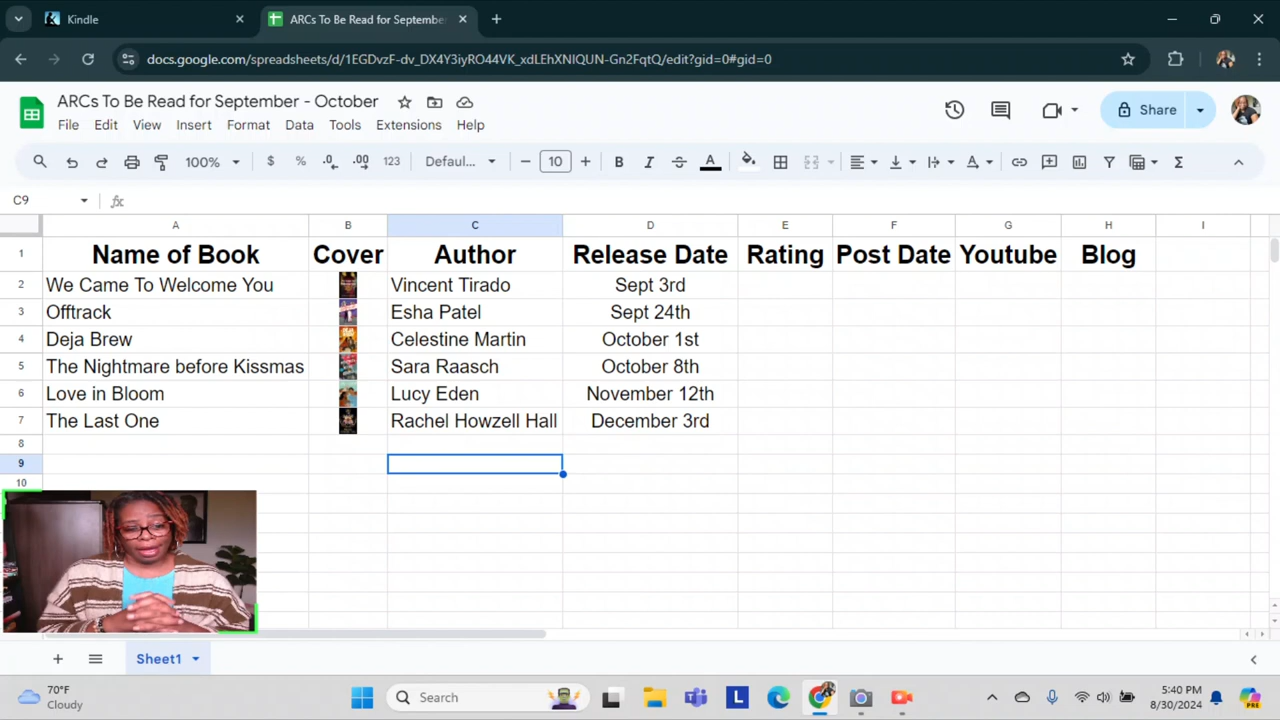 Kindle
ARCs To Be Read for September
docs.google.com/spreadsheets/d/1EGDvzF-dv_DX4Y3iyRO44VK_xdLEhXNIQUN-Gn2FqtQ/edit?gid=0#gid=0
ARCs To Be Read for September - October
File Edit View Insert Format Data Tools Extensions Help
Share
100% $ % .0 .00 123 Defaul... 10 B I A
C9 fx
A B C D E F G H I
1 Name of Book Cover Author Release Date Rating Post Date Youtube Blog
2 We Came To Welcome You Vincent Tirado Sept 3rd
3 Offtrack Esha Patel Sept 24th
4 Deja Brew Celestine Martin October 1st
5 The Nightmare before Kissmas Sara Raasch October 8th
6 Love in Bloom Lucy Eden November 12th
7 The Last One Rachel Howzell Hall December 3rd
8
9
10
Sheet1
70°F
Cloudy
Search
L
5:40 PM
8/30/2024
PRE